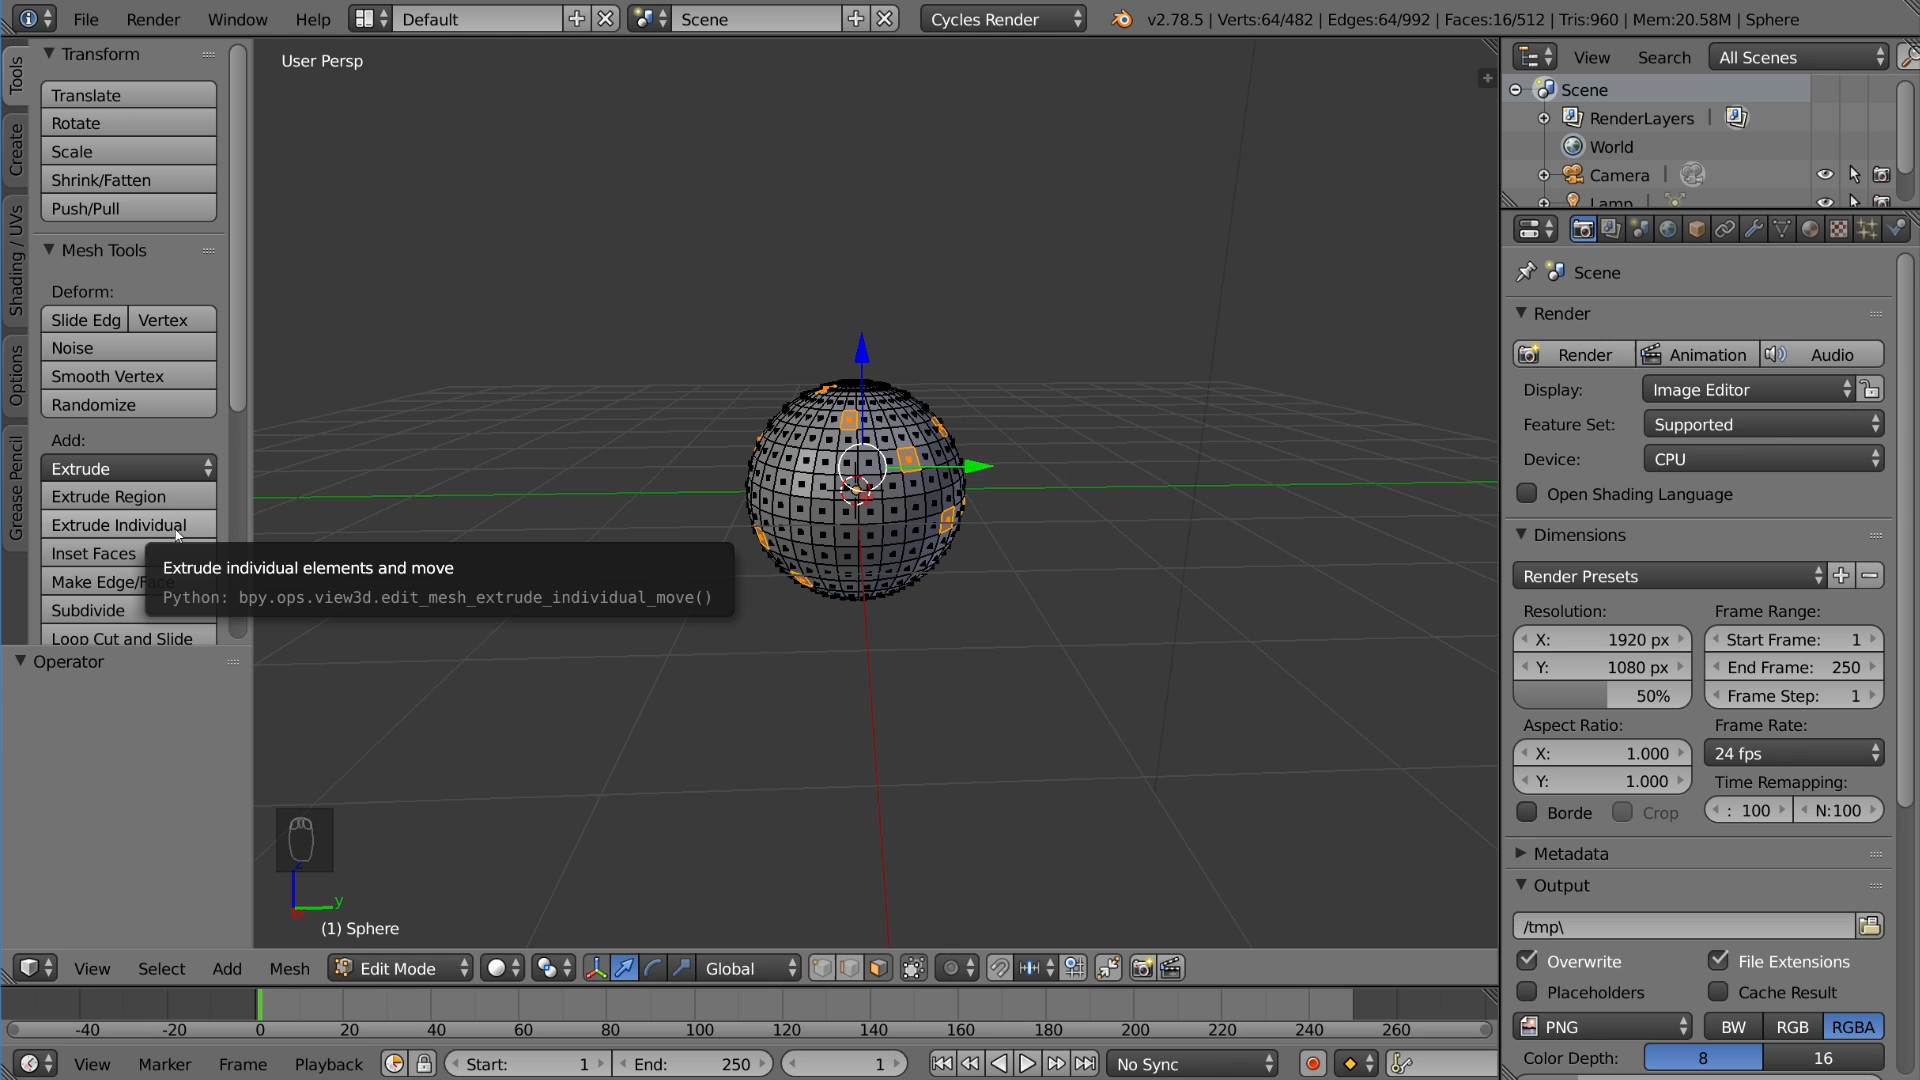 File Render Window Help Default Scene Cycles Render v2.78.5 | Verts:64/482 | Edges:64/992 | Faces:16/512 | Tris:960 | Mem:20.58M | Sphere
Tools
Create
Shading / UVs
Options
Grease Pencil
Transform
Translate
Rotate
Scale
Shrink/Fatten
Push/Pull
Mesh Tools
Deform:
Slide Edg Vertex
Noise
Smooth Vertex
Randomize
Add:
Extrude
Extrude Region
Extrude Individual
Inset Faces
Make Edge/Face
Subdivide
Loop Cut and Slide
Operator
User Persp
Extrude individual elements and move
Python: bpy.ops.view3d.edit_mesh_extrude_individual_move()
z
y
(1) Sphere
View Select Add Mesh Edit Mode Global
-40 -20 0 20 40 60 80 100 120 140 160 180 200 220 240 260
View Marker Frame Playback Start: 1 End: 250 1 No Sync
View Search All Scenes
Scene
RenderLayers
World
Camera
Lamp
Scene
Render
Render Animation Audio
Display: Image Editor
Feature Set: Supported
Device: CPU
Open Shading Language
Dimensions
Render Presets
Resolution: Frame Range:
X: 1920 px Start Frame: 1
Y: 1080 px End Frame: 250
50% Frame Step: 1
Aspect Ratio: Frame Rate:
X: 1.000 24 fps
Y: 1.000 Time Remapping:
Borde Crop : 100 N:100
Metadata
Output
/tmp\
Overwrite File Extensions
Placeholders Cache Result
PNG BW RGB RGBA
Color Depth: 8 16